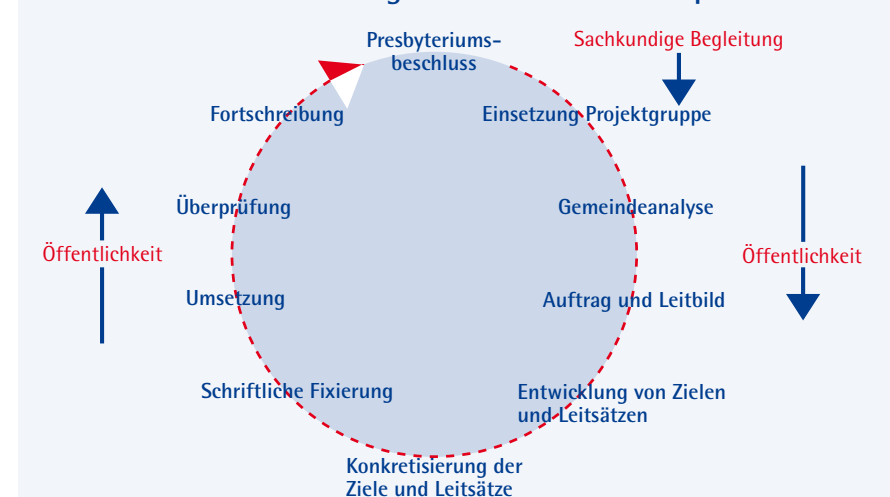 Presbyteriums-
beschluss
Sachkundige Begleitung
Fortschreibung
Einsetzung Projektgruppe
Überprüfung
Gemeindeanalyse
Öffentlichkeit
Öffentlichkeit
Umsetzung
Auftrag und Leitbild
Schriftliche Fixierung
Entwicklung von Zielen
und Leitsätzen
Konkretisierung der
Ziele und Leitsätze